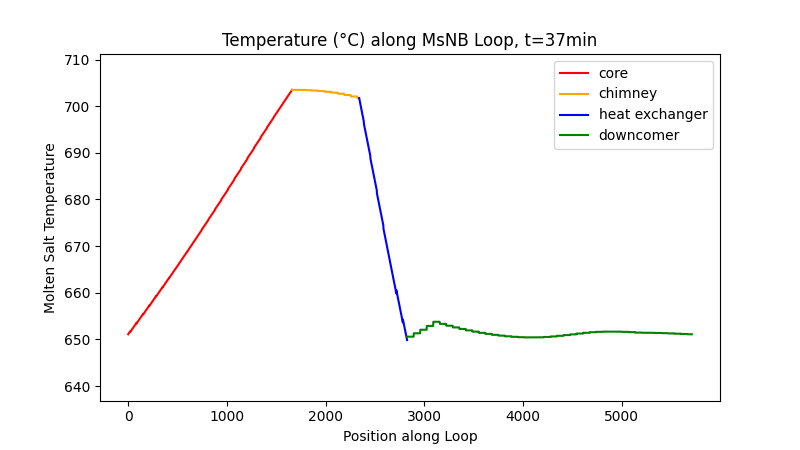 Temperature (°C) along MsNB Loop, t=37min
710
700
690
680
670
660
650
640
Molten Salt Temperature
core
chimney
heat exchanger
downcomer
0
1000
2000
3000
4000
5000
Position along Loop